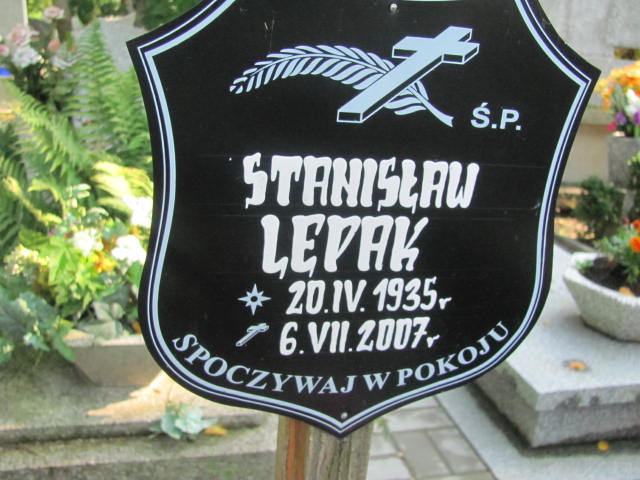 Ś.P.
STANISŁAW
LĘPAK
20.IV.1935r
6.VII.2007r
SPOCZYWAJ W POKOJU